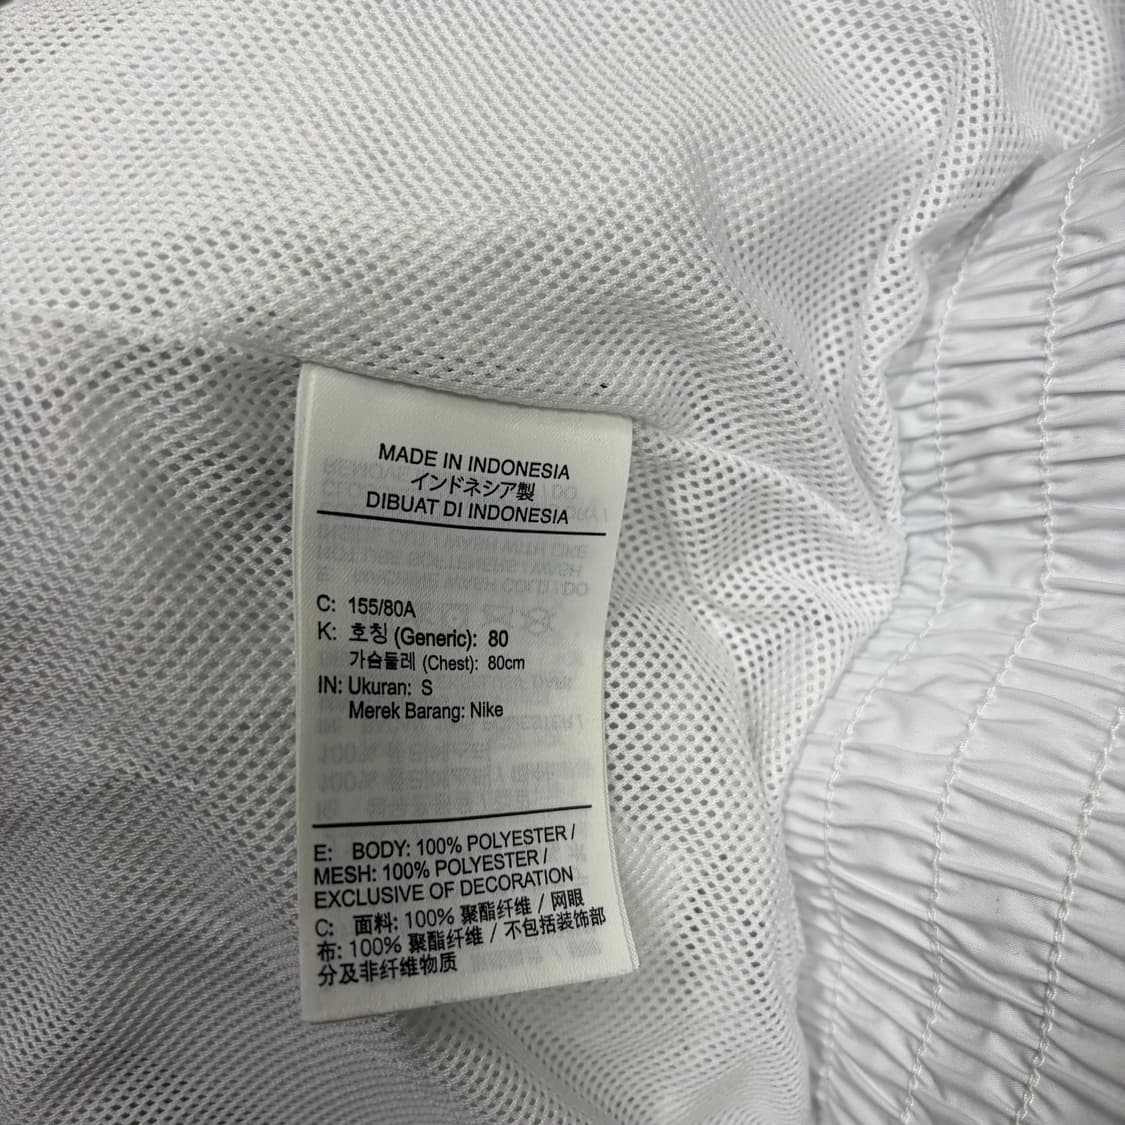 MADE IN INDONESIA
インドネシア製
DIBUAT DI INDONESIA
C: 155/80A
K: 호칭 (Generic): 80
가슴둘레 (Chest): 80cm
IN: Ukuran: S
Merek Barang: Nike
E: BODY: 100% POLYESTER /
MESH: 100% POLYESTER /
EXCLUSIVE OF DECORATION
C: 面料: 100% 聚酯纤维 / 网眼
布: 100% 聚酯纤维 / 不包括装饰部
分及非纤维物质